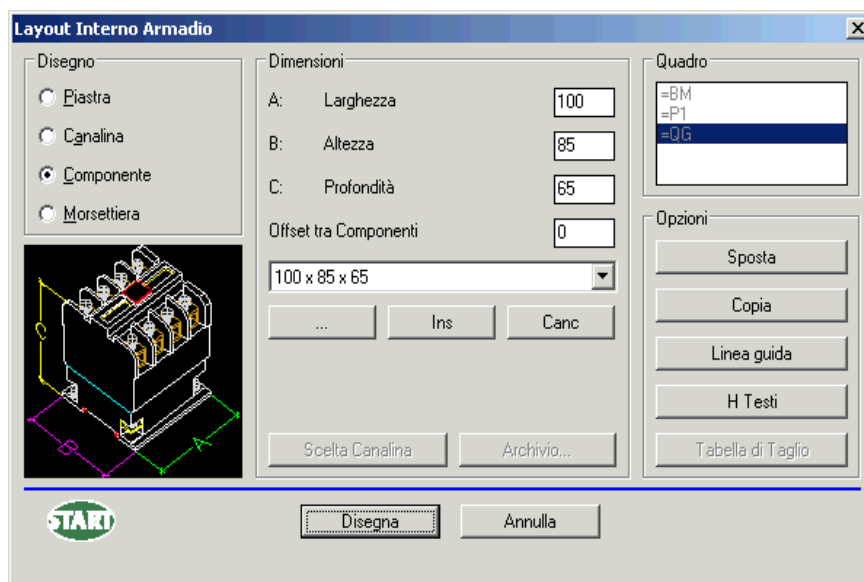 Layout Interno Armadio
Disegno
Piastra
Canalina
Componente
Morsettiera
C
B
A
Dimensioni
A: Larghezza 100
B: Altezza 85
C: Profondità 65
Offset tra Componenti 0
100 x 85 x 65
... Ins Canc
Scelta Canalina Archivio...
Quadro
=BM
=P1
=QG
Opzioni
Sposta
Copia
Linea guida
H Testi
Tabella di Taglio
START
Disegna Annulla